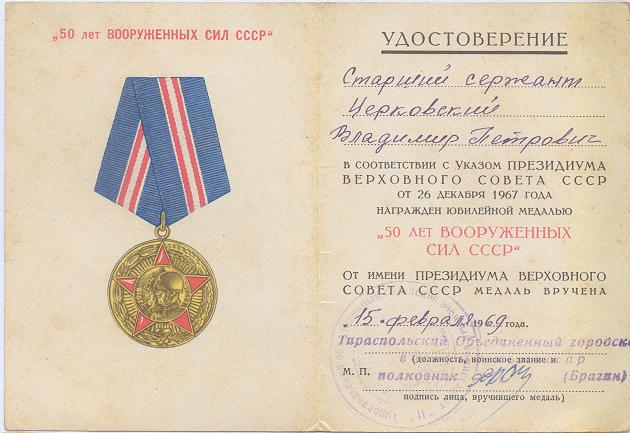 „50 лет ВООРУЖЕННЫХ СИЛ СССР“
УДОСТОВЕРЕНИЕ
Старший сержант
Церковский
Владимир Петрович
В СООТВЕТСТВИИ С УКАЗОМ ПРЕЗИДИУМА
ВЕРХОВНОГО СОВЕТА СССР
ОТ 26 ДЕКАБРЯ 1967 ГОДА
НАГРАЖДЕН ЮБИЛЕЙНОЙ МЕДАЛЬЮ
„50 ЛЕТ ВООРУЖЕННЫХ
СИЛ СССР“
ОТ ИМЕНИ ПРЕЗИДИУМА ВЕРХОВНОГО
СОВЕТА СССР МЕДАЛЬ ВРУЧЕНА
„15“ февраля 1969 года.
Тираспольский Объединенный
(должность, воинское звание и
М. П. полковник (Брагин)
подпись лица, вручившего медаль)